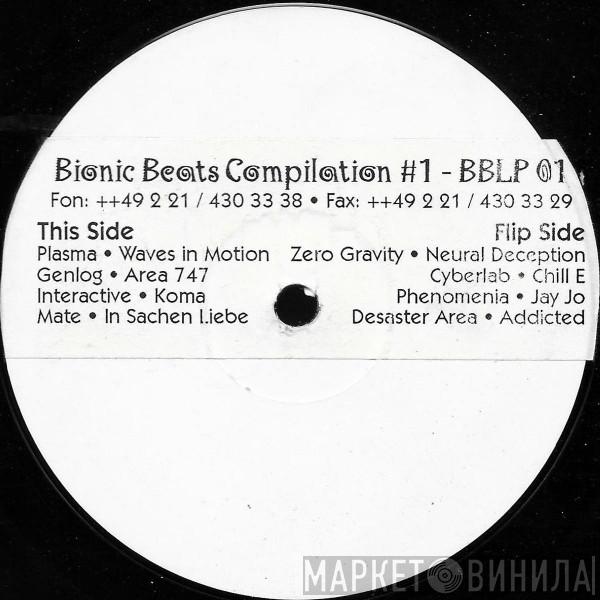 Bionic Beats Compilation #1 - BBLP 01
Fon: ++49 2 21 / 430 33 38 • Fax: ++49 2 21 / 430 33 29
This Side
Plasma • Waves in Motion
Genlog • Area 747
Interactive • Koma
Mate • In Sachen Liebe
Flip Side
Zero Gravity • Neural Deception
Cyberlab • Chill E
Phenomenia • Jay Jo
Desaster Area • Addicted
МАРКЕТ ВИНИЛА